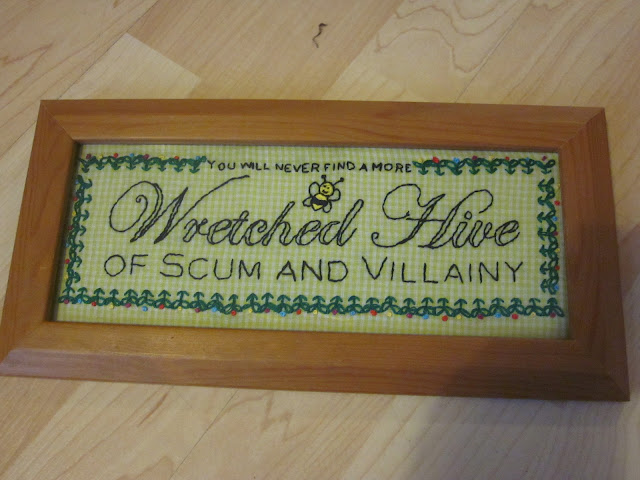 YOU WILL NEVER FIND A MORE
Wretched Hive
OF SCUM AND VILLAINY